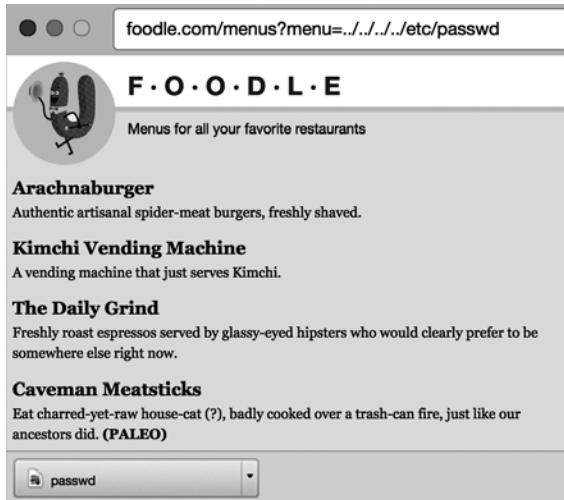 foodle.com/menus?menu=../../../../etc/passwd
F·O·O·D·L·E
Menus for all your favorite restaurants
Arachnaburger
Authentic artisanal spider-meat burgers, freshly shaved.
Kimchi Vending Machine
A vending machine that just serves Kimchi.
The Daily Grind
Freshly roast espressos served by glassy-eyed hipsters who would clearly prefer to be
somewhere else right now.
Caveman Meatsticks
Eat charred-yet-raw house-cat (?), badly cooked over a trash-can fire, just like our
ancestors did. (PALEO)
passwd